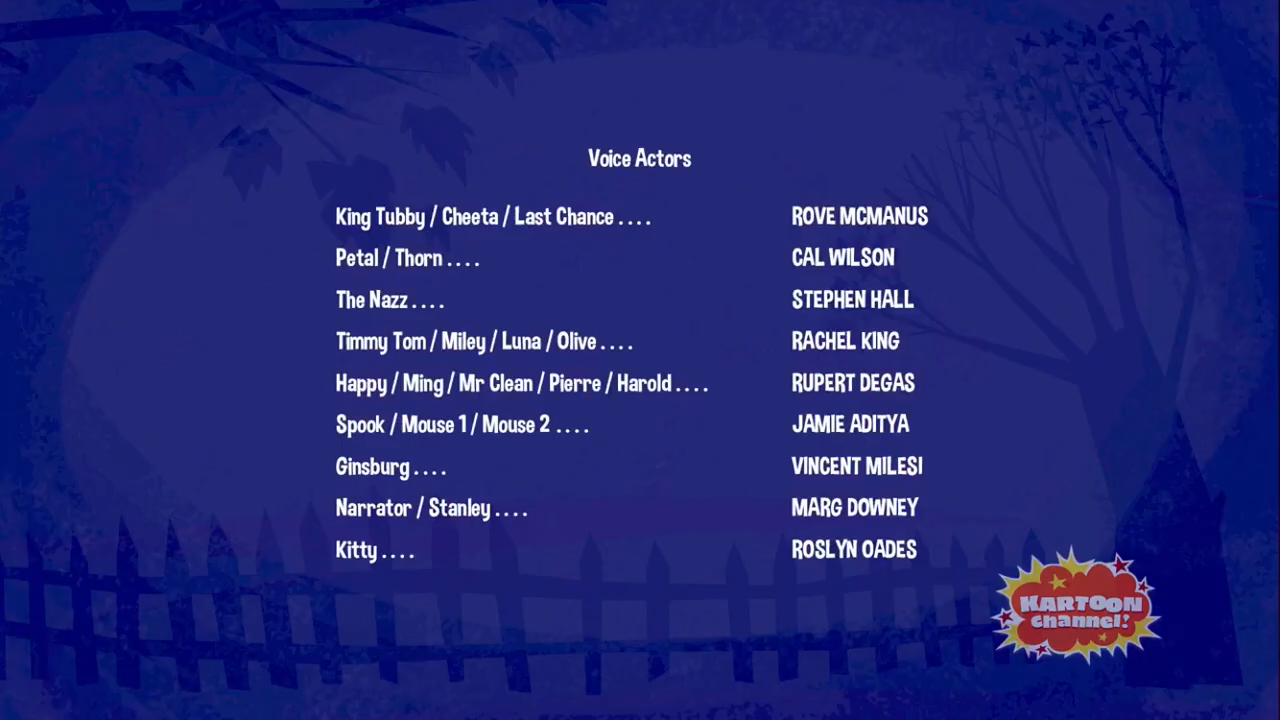 Voice Actors
King Tubby / Cheeta / Last Chance .... ROVE MCMANUS
Petal / Thorn .... CAL WILSON
The Nazz .... STEPHEN HALL
Timmy Tom / Miley / Luna / Olive .... RACHEL KING
Happy / Ming / Mr Clean / Pierre / Harold .... RUPERT DEGAS
Spook / Mouse 1 / Mouse 2 .... JAMIE ADITYA
Ginsburg .... VINCENT MILESI
Narrator / Stanley .... MARG DOWNEY
Kitty .... ROSLYN OADES
KARTOON
channel!